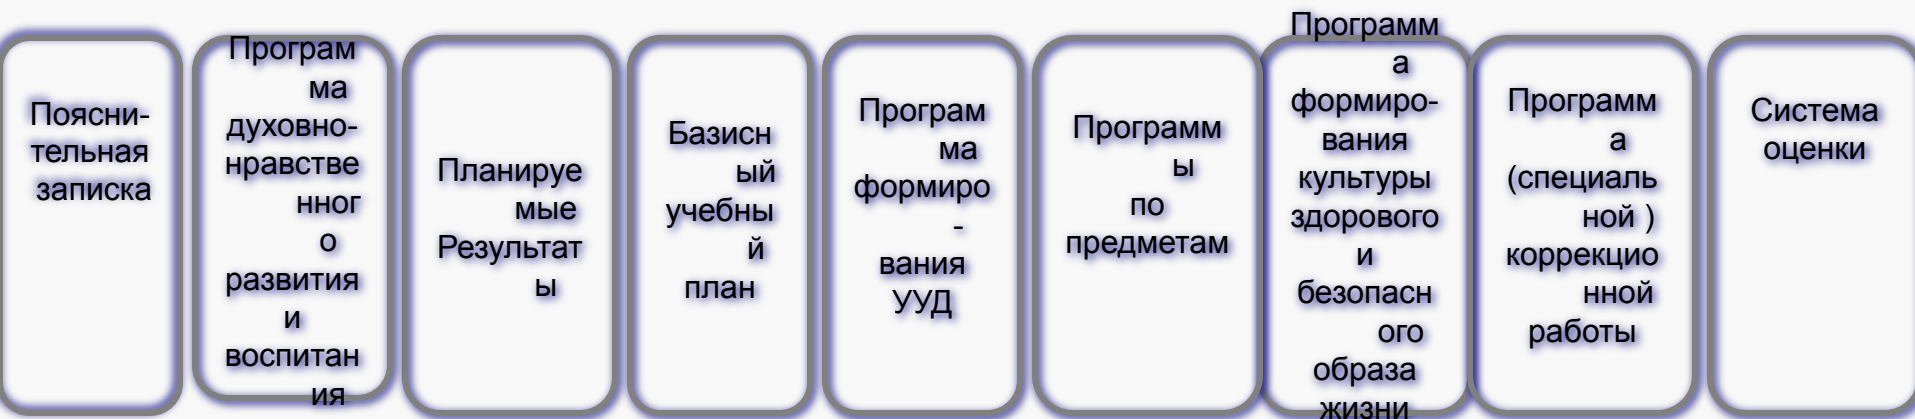 Поясни-
тельная
записка
Програм
ма
духовно-
нравстве
нног
о
развития
и
воспитан
ия
Планируе
мые
Результат
ы
Базисн
ый
учебны
й
план
Програм
ма
формиро
-
вания
УУД
Программ
ы
по
предметам
Программ
а
формиро-
вания
культуры
здорового
и
безопасн
ого
образа
жизни
Программ
а
(специаль
ной )
коррекцио
нной
работы
Система
оценки